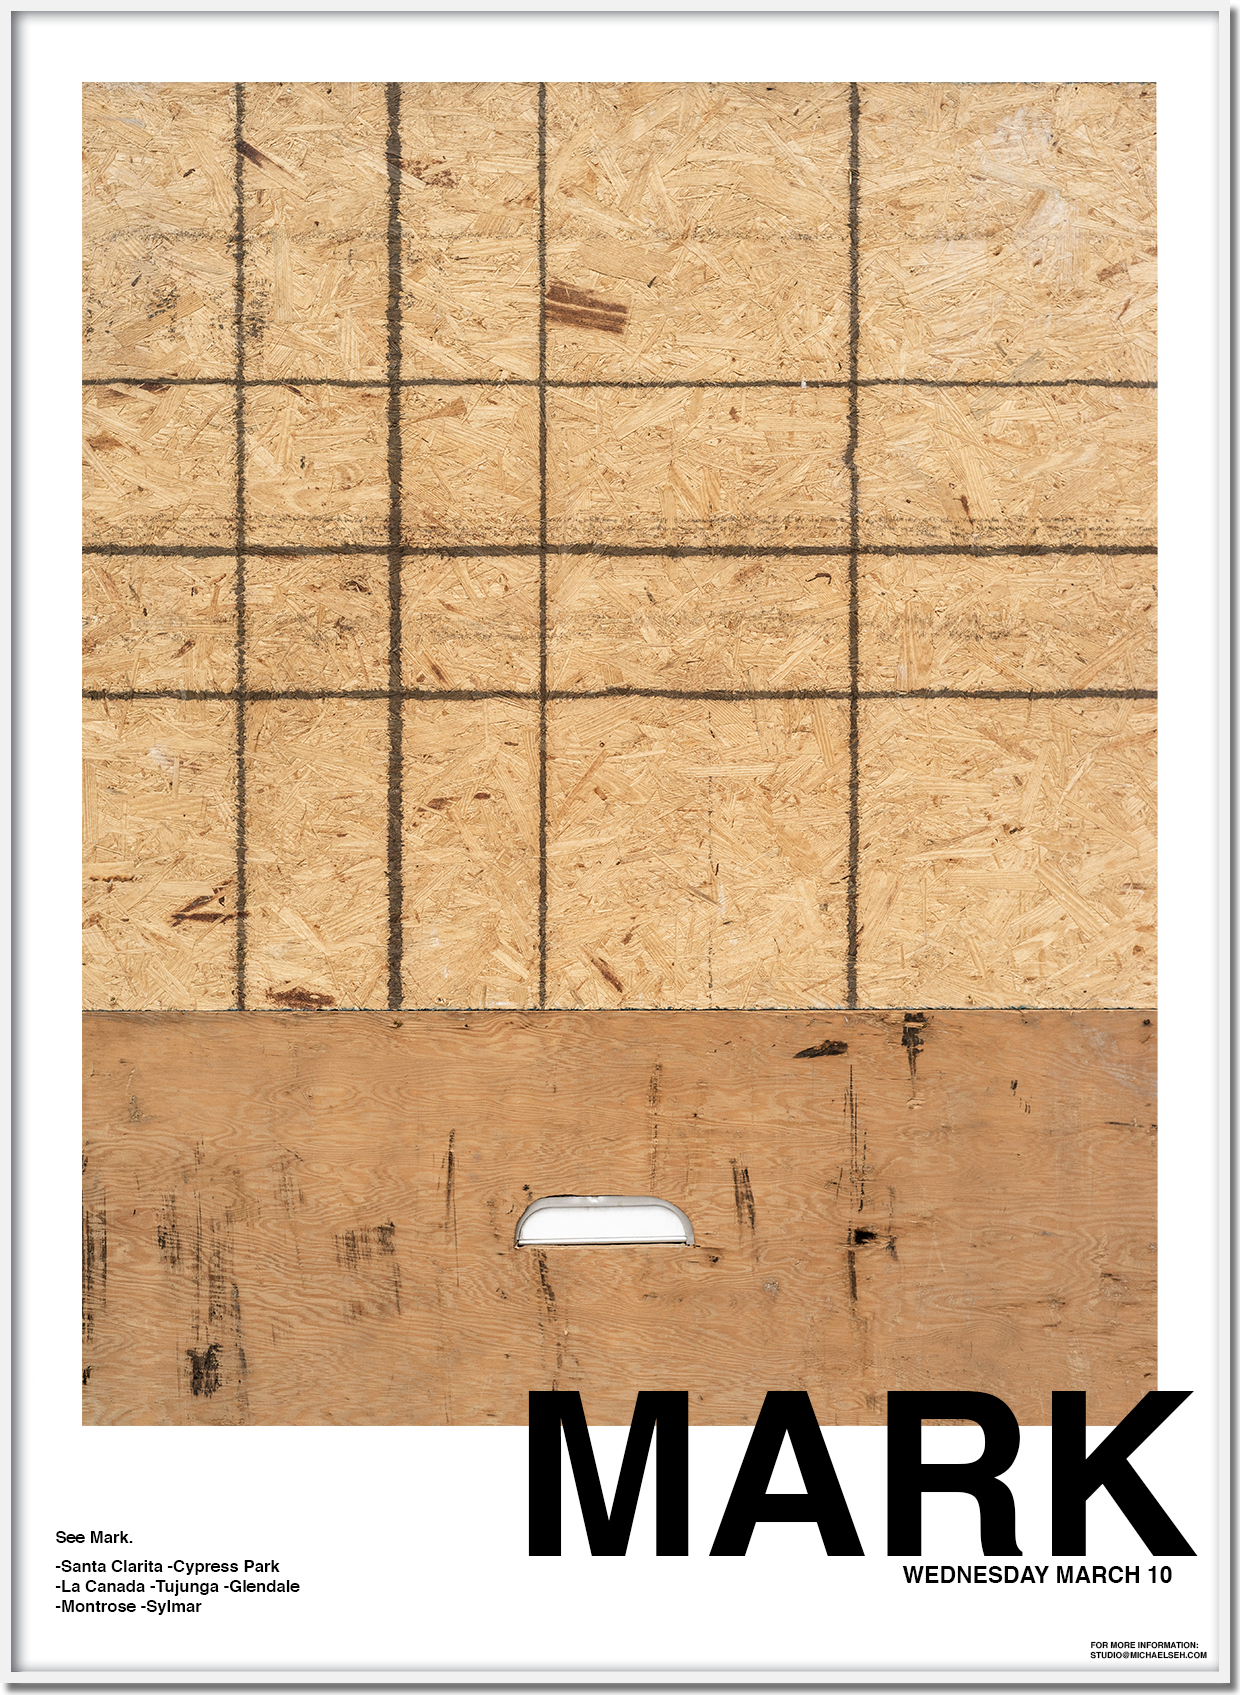 MARK
WEDNESDAY MARCH 10
See Mark.
-Santa Clarita -Cypress Park
-La Canada -Tujunga -Glendale
-Montrose -Sylmar
FOR MORE INFORMATION:
STUDIO@MICHAELSEH.COM